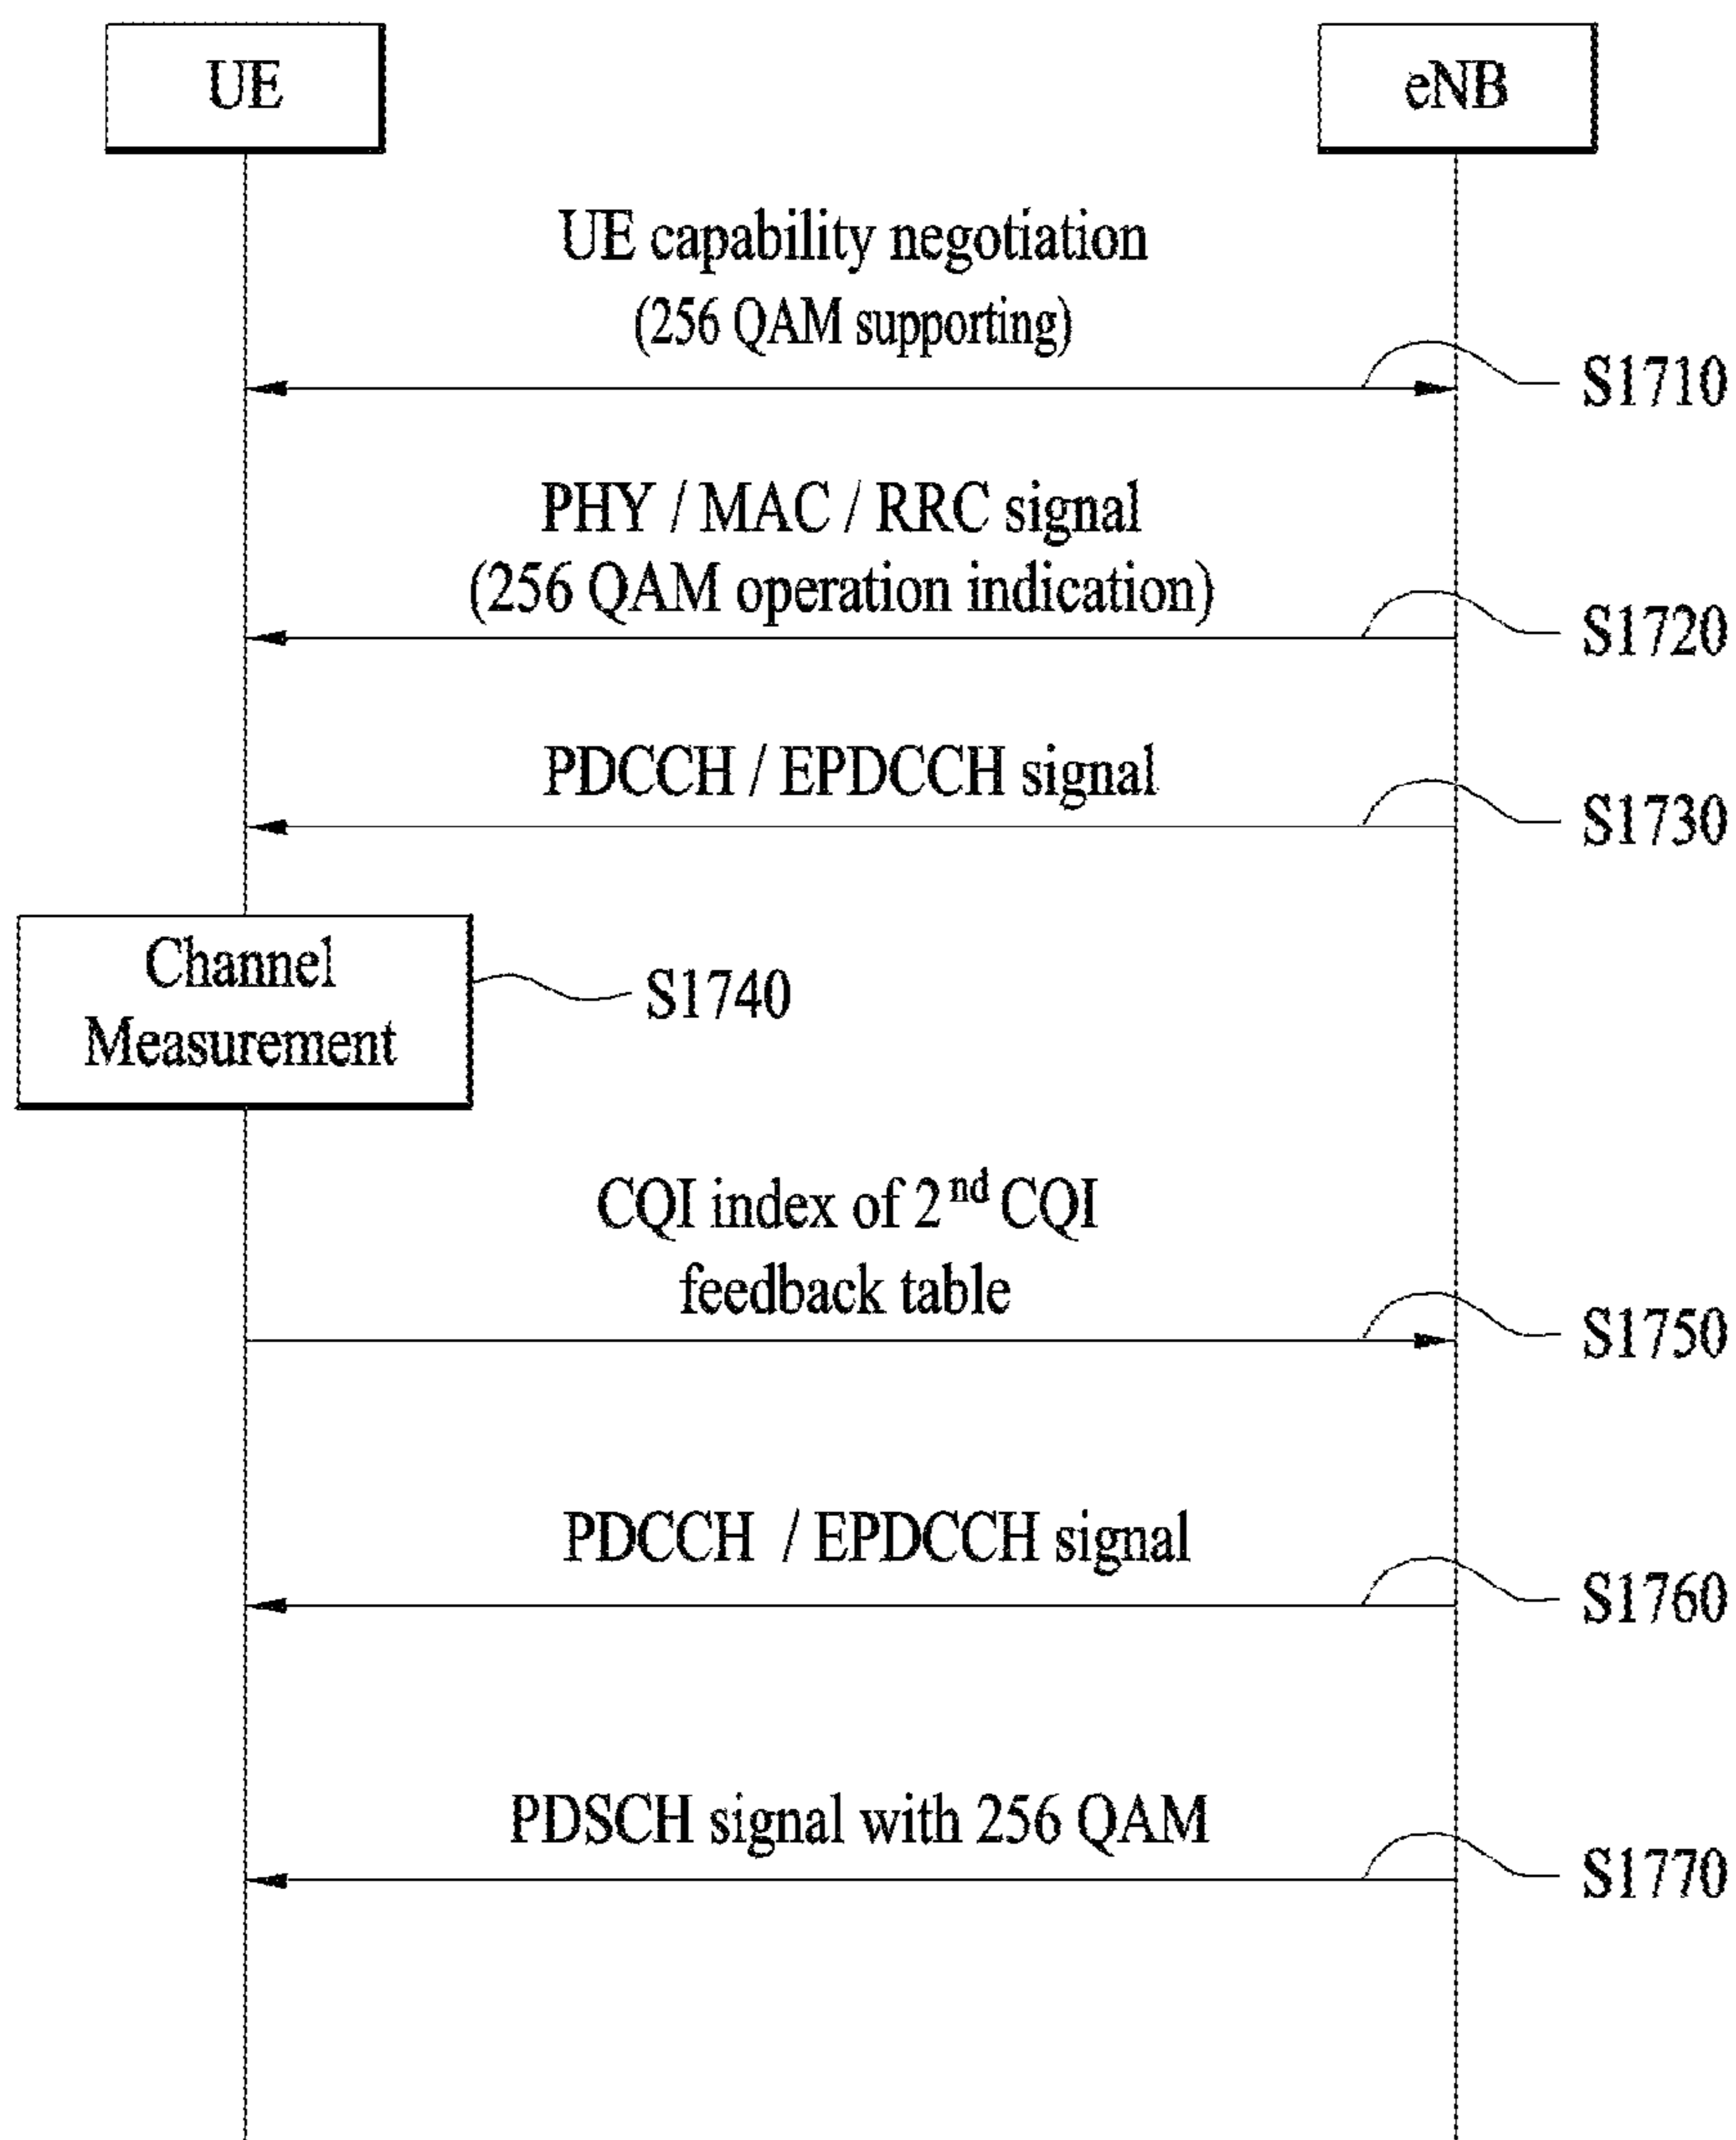 UE
eNB
UE capability negotiation
(256 QAM supporting)
S1710
PHY / MAC / RRC signal
(256 QAM operation indication)
S1720
PDCCH / EPDCCH signal
S1730
Channel
Measurement
S1740
CQI index of 2nd CQI
feedback table
S1750
PDCCH / EPDCCH signal
S1760
PDSCH signal with 256 QAM
S1770